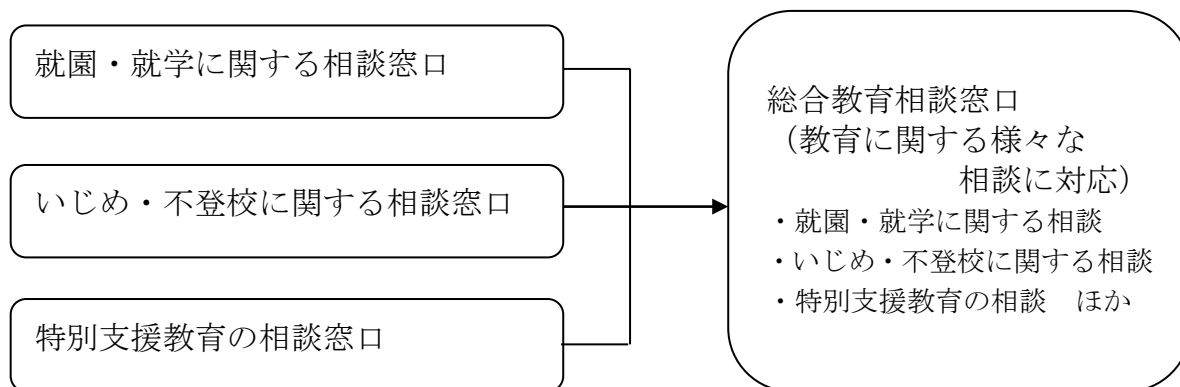 就園・就学に関する相談窓口
いじめ・不登校に関する相談窓口
特別支援教育の相談窓口
総合教育相談窓口
（教育に関する様々な
相談に対応）
・就園・就学に関する相談
・いじめ・不登校に関する相談
・特別支援教育の相談　ほか